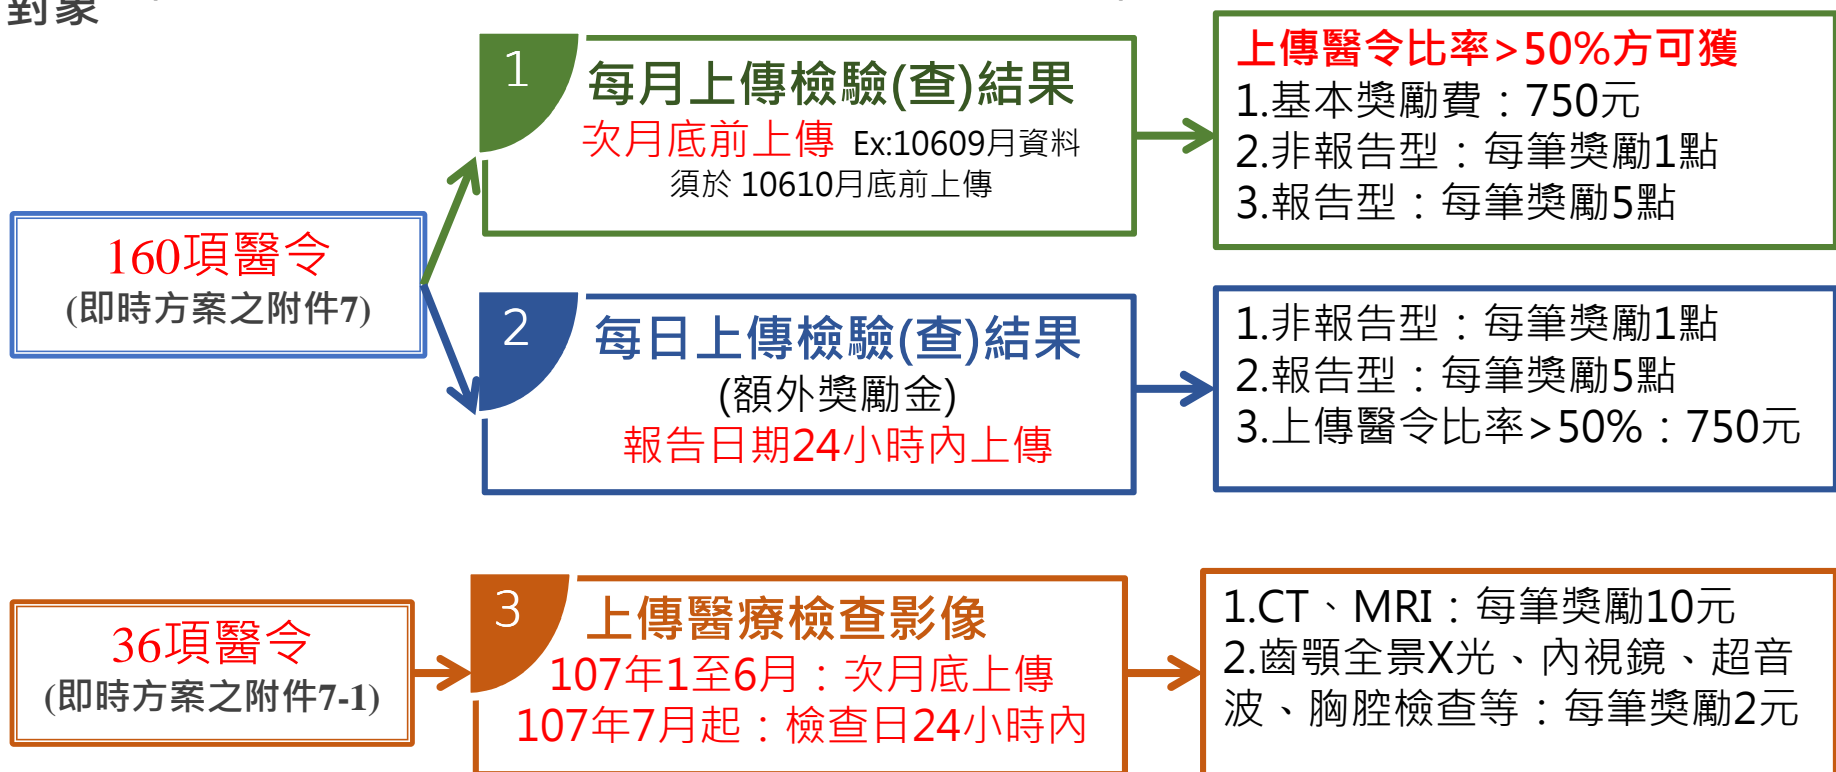 對象
160項醫令
(即時方案之附件7)
1
每月上傳檢驗(查)結果
次月底前上傳 Ex:10609月資料
須於 10610月底前上傳
上傳醫令比率>50%方可獲
1.基本獎勵費：750元
2.非報告型：每筆獎勵1點
3.報告型：每筆獎勵5點
2
每日上傳檢驗(查)結果
(額外獎勵金)
報告日期24小時內上傳
1.非報告型：每筆獎勵1點
2.報告型：每筆獎勵5點
3.上傳醫令比率>50%：750元
36項醫令
(即時方案之附件7-1)
3
上傳醫療檢查影像
107年1至6月：次月底上傳
107年7月起：檢查日24小時內
1.CT、MRI：每筆獎勵10元
2.齒顎全景X光、內視鏡、超音
波、胸腔檢查等：每筆獎勵2元